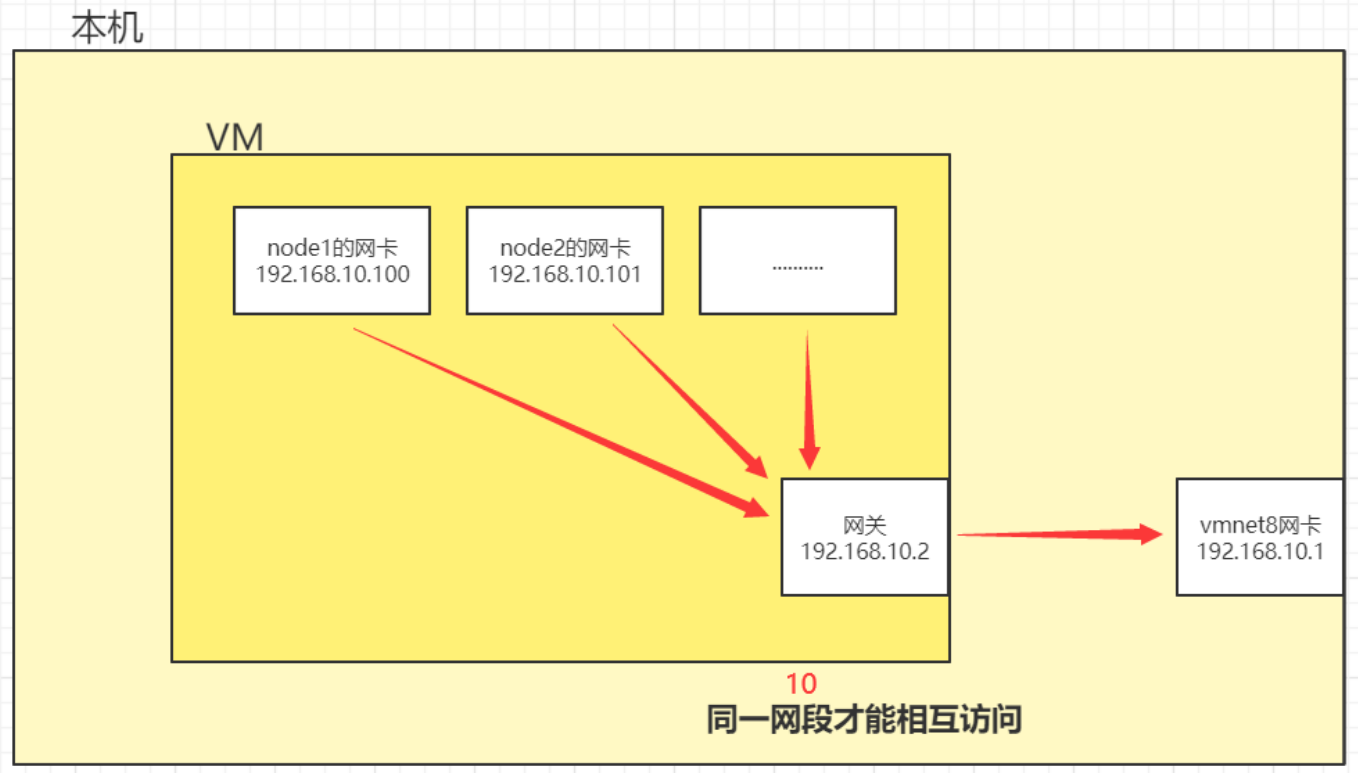 本机
VM
node1的网卡
192.168.10.100
node2的网卡
192.168.10.101
..........
网关
192.168.10.2
vmnet8网卡
192.168.10.1
10
同一网段才能相互访问